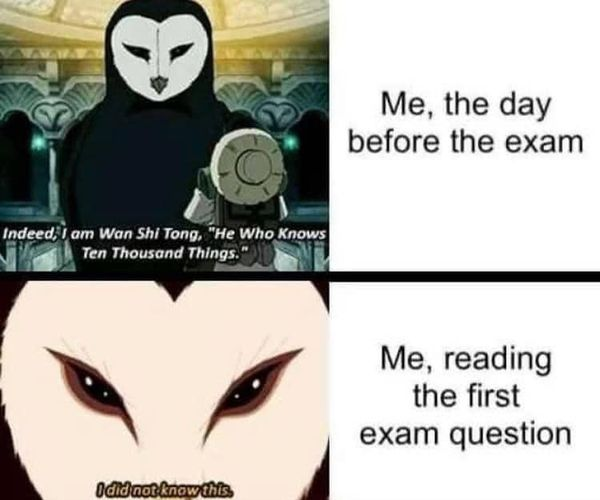 Me, the day
before the exam
Indeed, I am Wan Shi Tong, "He Who Knows
Ten Thousand Things."
Me, reading
the first
exam question
I did not know this.